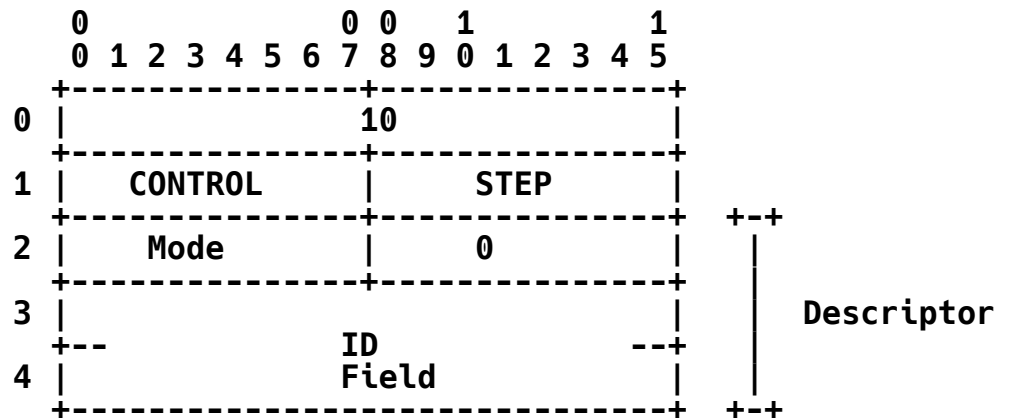 0 0 0 1 1
0 1 2 3 4 5 6 7 8 9 0 1 2 3 4 5
+---------------+---------------+
0 | 10 |
+---------------+---------------+
1 | CONTROL | STEP |
+---------------+---------------+ +-+
2 | Mode | 0 | |
+---------------+---------------+ |
3 | | | Descriptor
+-- ID --+ |
4 | Field | |
+-------------------------------+ +-+